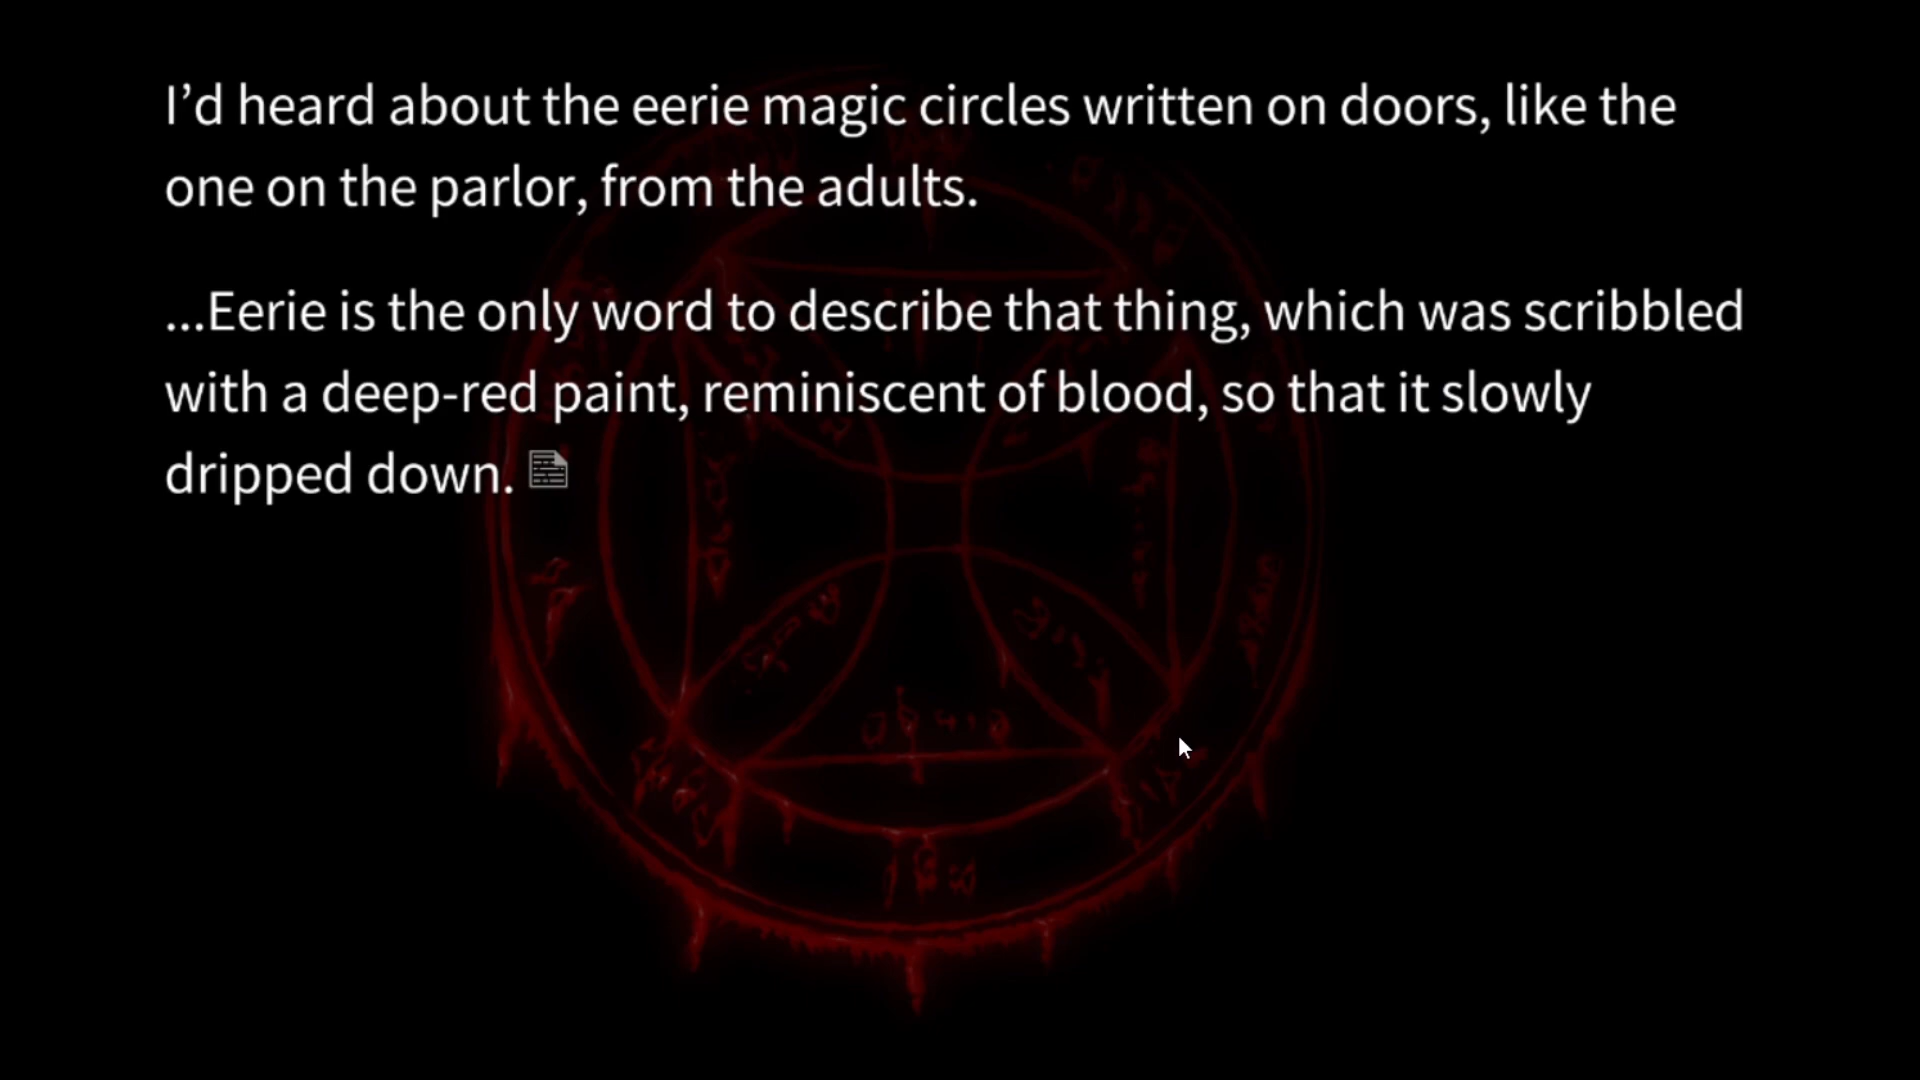 I’d heard about the eerie magic circles written on doors, like the
one on the parlor, from the adults.
...Eerie is the only word to describe that thing, which was scribbled
with a deep-red paint, reminiscent of blood, so that it slowly
dripped down.